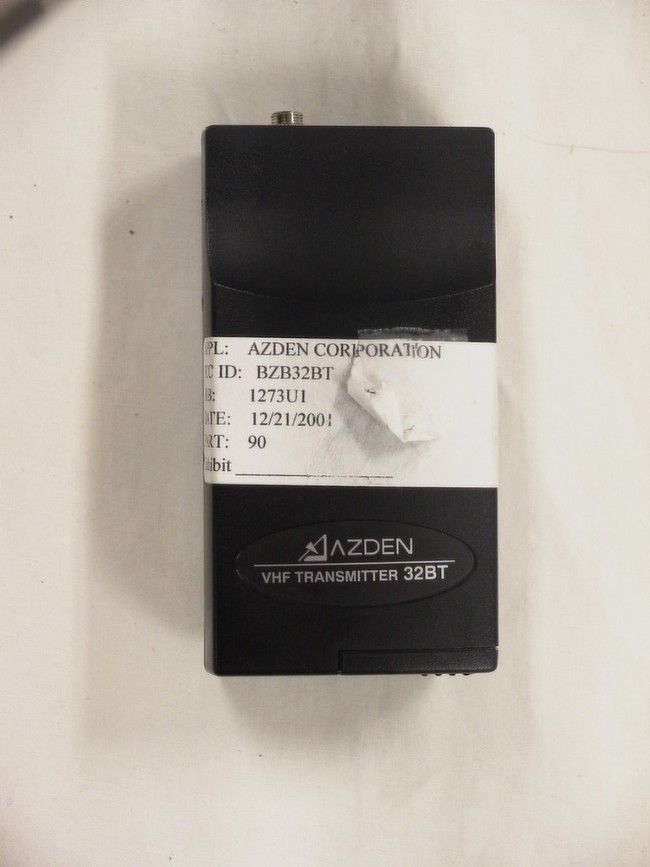 PL: AZDEN CORPORATION
C ID: BZB32BT
B: 1273U1
ATE: 12/21/2001
RT: 90
hibit
AZDEN
VHF TRANSMITTER 32BT